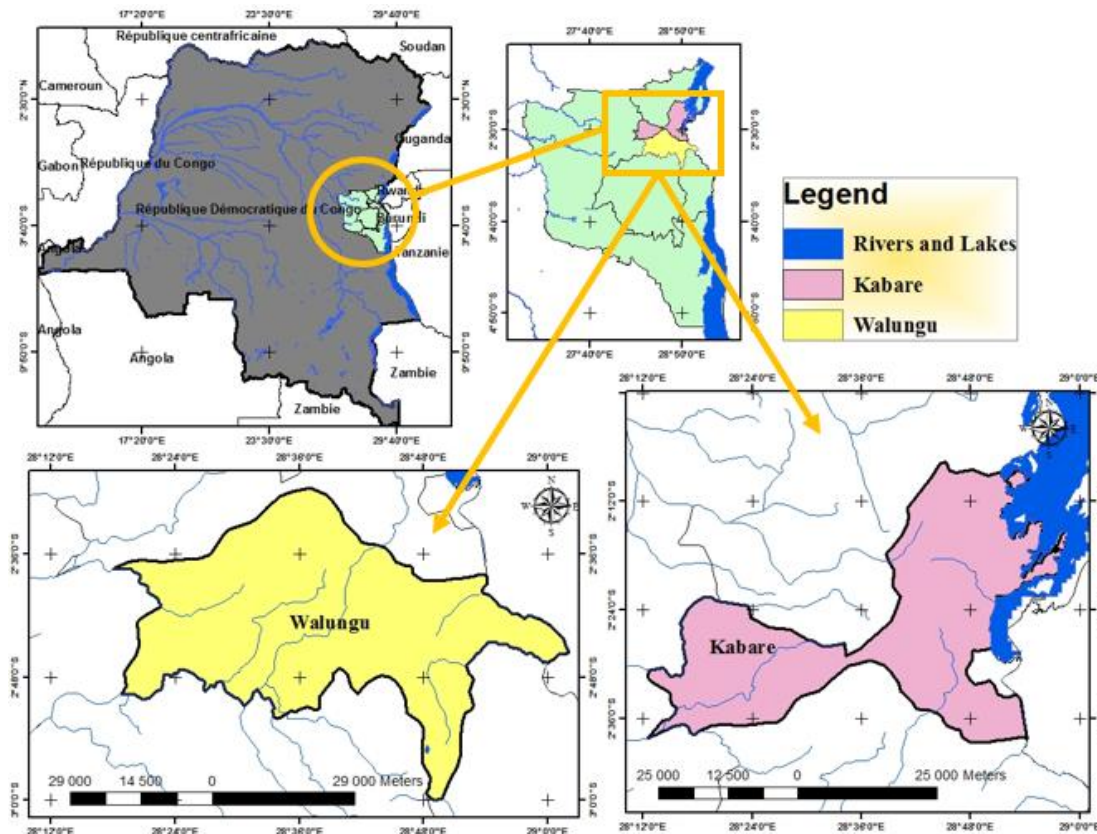 17°20'0"E 23°30'0"E 29°40'0"E
République centrafricaine
Soudan
Cameroun
2°30'0"N
2°30'0"N
Ouganda
Gabon
République du Congo
Rwand
République Démocratique du Congo
Burundi
3°40'0"S
3°40'0"S
Tanzanie
Angola
Angola
Angola
9°50'0"S
9°50'0"S
Zambie
Zambie
17°20'0"E 23°30'0"E 29°40'0"E
27°40'0"E 28°50'0"E
2°30'0"S
2°30'0"S
3°40'0"S
3°40'0"S
4°50'0"S
4°50'0"S
27°40'0"E 28°50'0"E
Legend
Rivers and Lakes
Kabare
Walungu
28°12'0"E 28°24'0"E 28°36'0"E 28°48'0"E 29°0'0"E
N
W E
S
2°36'0"S
2°36'0"S
Walungu
2°48'0"S
2°48'0"S
29 000 14 500 0 29 000 Meters
3°0'0"S
3°0'0"S
28°12'0"E 28°24'0"E 28°36'0"E 28°48'0"E 29°0'0"E
28°12'0"E 28°24'0"E 28°36'0"E 28°48'0"E 29°0'0"E
2°12'0"S
2°12'0"S
2°24'0"S
2°24'0"S
Kabare
2°36'0"S
2°36'0"S
25 000 12 500 0 25 000 Meters
28°12'0"E 28°24'0"E 28°36'0"E 28°48'0"E 29°0'0"E